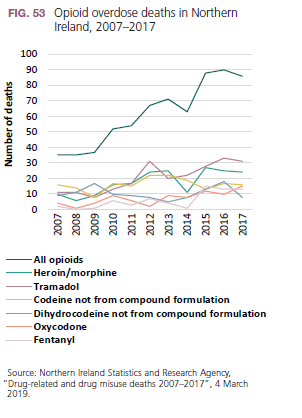 FIG. 53 Opioid overdose deaths in Northern
Ireland, 2007–2017
Number of deaths
100
90
80
70
60
50
40
30
20
10
0
2007
2008
2009
2010
2011
2012
2013
2014
2015
2016
2017
All opioids
Heroin/morphine
Tramadol
Codeine not from compound formulation
Dihydrocodeine not from compound formulation
Oxycodone
Fentanyl
Source: Northern Ireland Statistics and Research Agency,
“Drug-related and drug misuse deaths 2007–2017”, 4 March
2019.